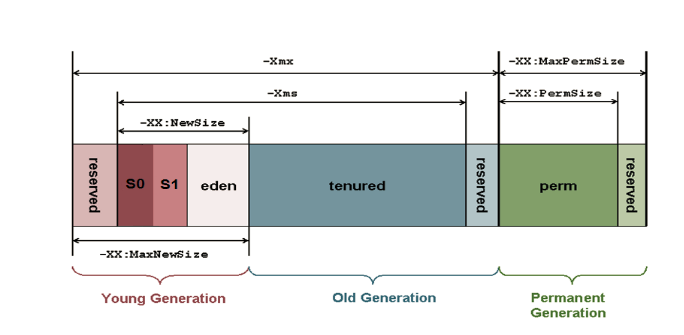 -Xmx
-XX:MaxPermSize
-Xms
-XX:PermSize
-XX:NewSize
reserved
S0
S1
eden
tenured
reserved
perm
reserved
-XX:MaxNewSize
Young Generation
Old Generation
Permanent
Generation